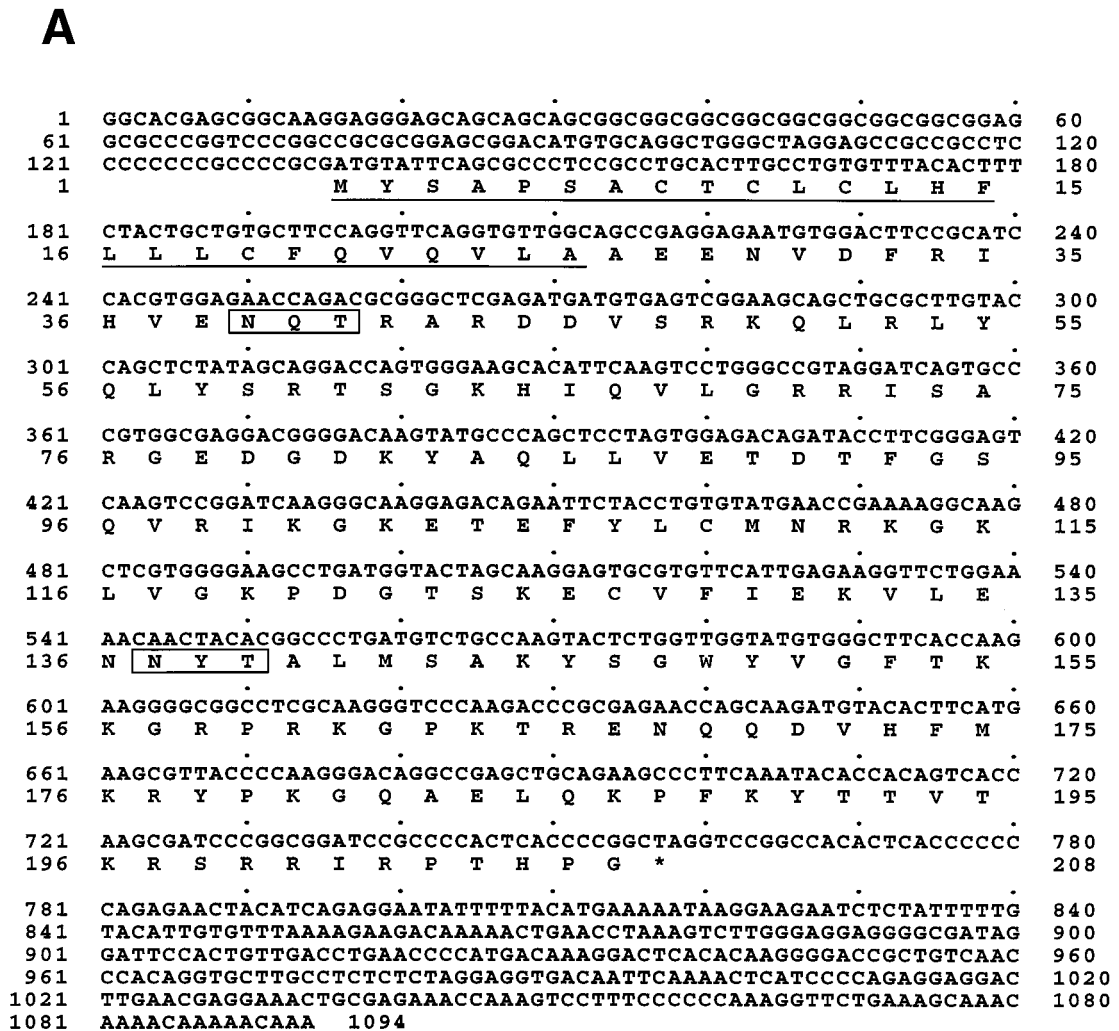 A
1 GGCACGAGCGGCAAGGAGGGAGCAGCAGCAGCGGCGGCGGCGGCGGCGGCGGCGGCGGAG 60
61 GCGCCCGGTCCCGGCCGCGCGGAGCGGACATGTGCAGGCTGGGCTAGGAGCCGCCGCCTC 120
121 CCCCCCCGCCCCGCGATGTATTCAGCGCCCTCCGCCTGCACTTGCCTGTGTTTACACTTT 180
1 M Y S A P S A C T C L C L H F 15
181 CTACTGCTGTGCTTCCAGGTTCAGGTGTTGGCAGCCGAGGAGAATGTGGACTTCCGCATC 240
16 L L L C F Q V Q V L A A E E N V D F R I 35
241 CACGTGGAGAACCAGACGCGGGCTCGAGATGATGTGAGTCGGAAGCAGCTGCGCTTGTAC 300
36 H V E N Q T R A R D D V S R K Q L R L Y 55
301 CAGCTCTATAGCAGGACCAGTGGGAAGCACATTCAAGTCCTGGGCCGTAGGATCAGTGCC 360
56 Q L Y S R T S G K H I Q V L G R R I S A 75
361 CGTGGCGAGGACGGGGACAAGTATGCCCAGCTCCTAGTGGAGACAGATACCTTCGGGAGT 420
76 R G E D G D K Y A Q L L V E T D T F G S 95
421 CAAGTCCGGATCAAGGGCAAGGAGACAGAATTCTACCTGTGTATGAACCGAAAAGGCAAG 480
96 Q V R I K G K E T E F Y L C M N R K G K 115
481 CTCGTGGGGAAGCCTGATGGTACTAGCAAGGAGTGCGTGTTCATTGAGAAGGTTCTGGAA 540
116 L V G K P D G T S K E C V F I E K V L E 135
541 AACAACTACACGGCCCTGATGTCTGCCAAGTACTCTGGTTGGTATGTGGGCTTCACCAAG 600
136 N N Y T A L M S A K Y S G W Y V G F T K 155
601 AAGGGGCGGCCTCGCAAGGGTCCCAAGACCCGCGAGAACCAGCAAGATGTACACTTCATG 660
156 K G R P R K G P K T R E N Q Q D V H F M 175
661 AAGCGTTACCCCAAGGGACAGGCCGAGCTGCAGAAGCCCTTCAAATACACCACAGTCACC 720
176 K R Y P K G Q A E L Q K P F K Y T T V T 195
721 AAGCGATCCCGGCGGATCCGCCCCACTCACCCCGGCTAGGTCCGGCCACACTCACCCCCC 780
196 K R S R R I R P T H P G * 208
781 CAGAGAACTACATCAGAGGAATATTTTTACATGAAAAATAAGGAAGAATCTCTATTTTTG 840
841 TACATTGTGTTTAAAAGAAGACAAAAACTGAACCTAAAGTCTTGGGAGGAGGGGCGATAG 900
901 GATTCCACTGTTGACCTGAACCCCATGACAAAGGACTCACACAAGGGGACCGCTGTCAAC 960
961 CCACAGGTGCTTGCCTCTCTCTAGGAGGTGACAATTCAAAACTCATCCCCAGAGGAGGAC 1020
1021 TTGAACGAGGAAACTGCGAGAAACCAAAGTCCTTTCCCCCCAAAGGTTCTGAAAGCAAAC 1080
1081 AAAACAAAAACAAA 1094